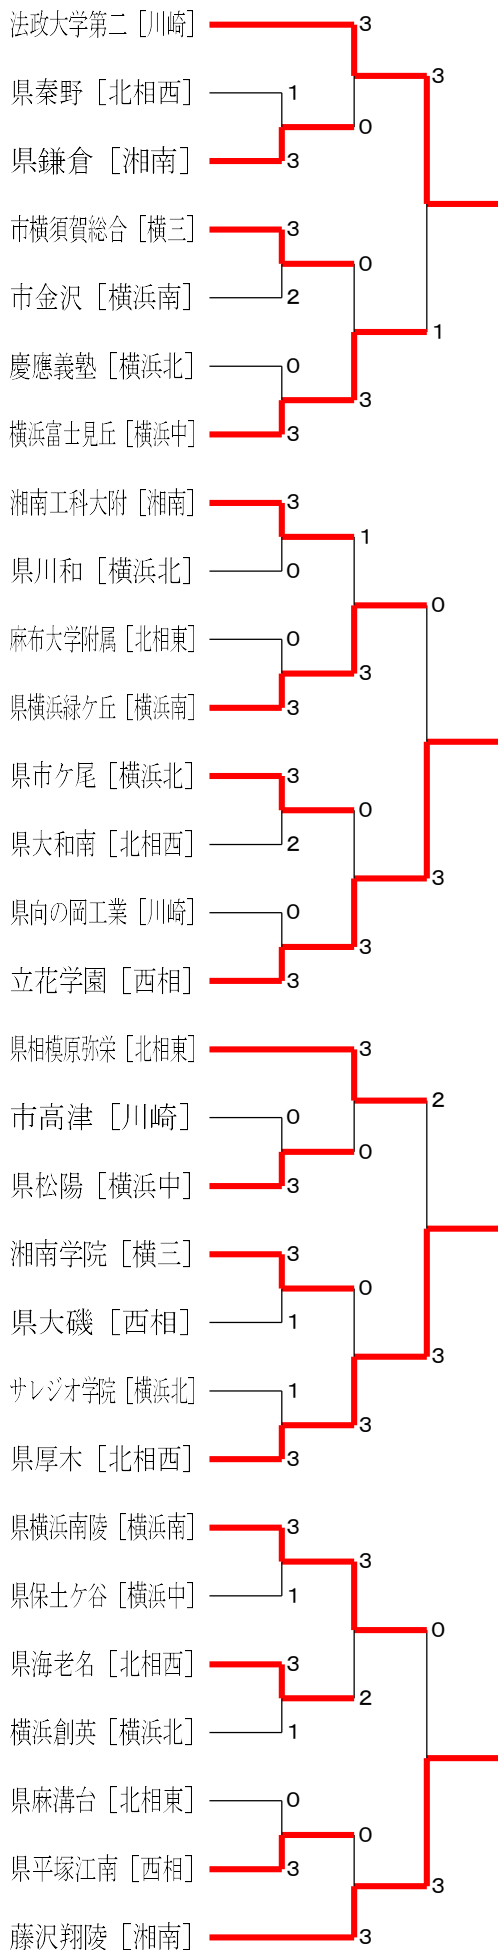 法政大学第二［川崎］
3
3
県秦野［北相西］
1
0
県鎌倉［湘南］
3
市横須賀総合［横三］
3
0
市金沢［横浜南］
2
1
慶應義塾［横浜北］
0
3
横浜富士見丘［横浜中］
3
湘南工科大附［湘南］
3
1
県川和［横浜北］
0
0
麻布大学附属［北相東］
0
3
県横浜緑ケ丘［横浜南］
3
県市ケ尾［横浜北］
3
0
県大和南［北相西］
2
3
県向の岡工業［川崎］
0
3
立花学園［西相］
3
県相模原弥栄［北相東］
3
2
市高津［川崎］
0
0
県松陽［横浜中］
3
湘南学院［横三］
3
0
県大磯［西相］
1
3
サレジオ学院［横浜北］
1
3
県厚木［北相西］
3
県横浜南陵［横浜南］
3
3
県保土ケ谷［横浜中］
1
0
県海老名［北相西］
3
2
横浜創英［横浜北］
1
県麻溝台［北相東］
0
0
県平塚江南［西相］
3
3
藤沢翔陵［湘南］
3